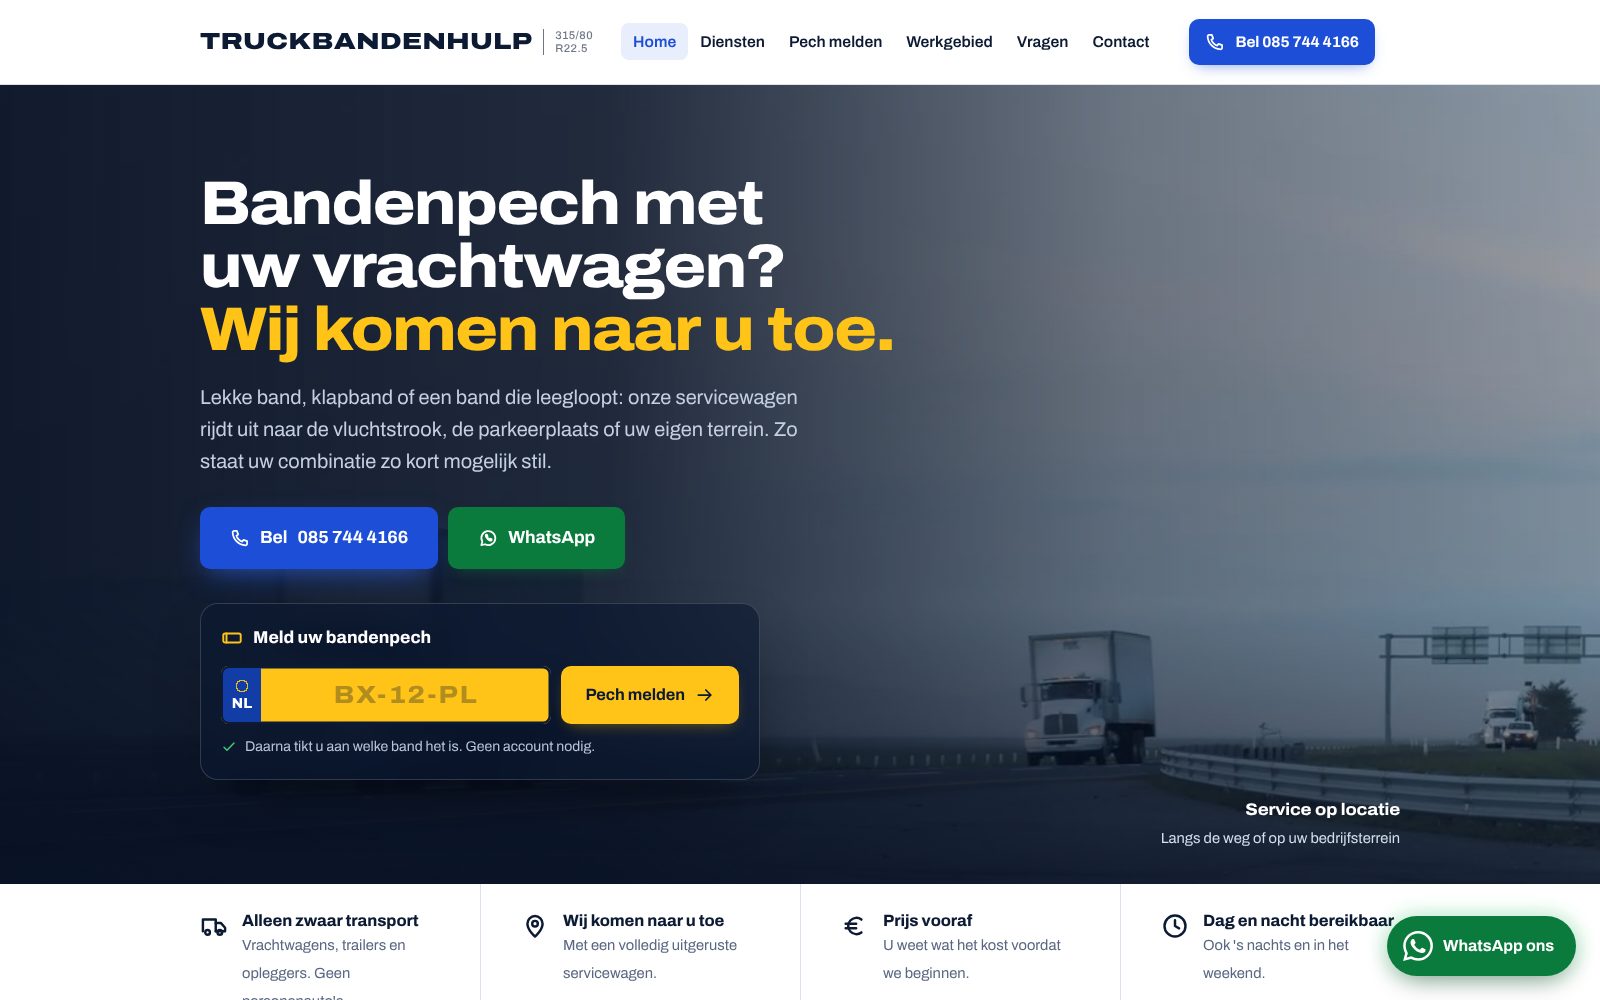 TRUCKBANDENHULP
315/80
R22.5
Home
Diensten
Pech melden
Werkgebied
Vragen
Contact
Bel 085 744 4166
Bandenpech met
uw vrachtwagen?
Wij komen naar u toe.
Lekke band, klapband of een band die leegloopt: onze servicewagen
rijdt uit naar de vluchtstrook, de parkeerplaats of uw eigen terrein. Zo
staat uw combinatie zo kort mogelijk stil.
Bel 085 744 4166
WhatsApp
Meld uw bandenpech
NL
BX-12-PL
Pech melden
Daarna tikt u aan welke band het is. Geen account nodig.
Service op locatie
Langs de weg of op uw bedrijfsterrein
Alleen zwaar transport
Vrachtwagens, trailers en
opleggers. Geen
personenauto's.
Wij komen naar u toe
Met een volledig uitgeruste
servicewagen.
Prijs vooraf
U weet wat het kost voordat
we beginnen.
Dag en nacht bereikbaar
Ook 's nachts en in het
weekend.
WhatsApp ons